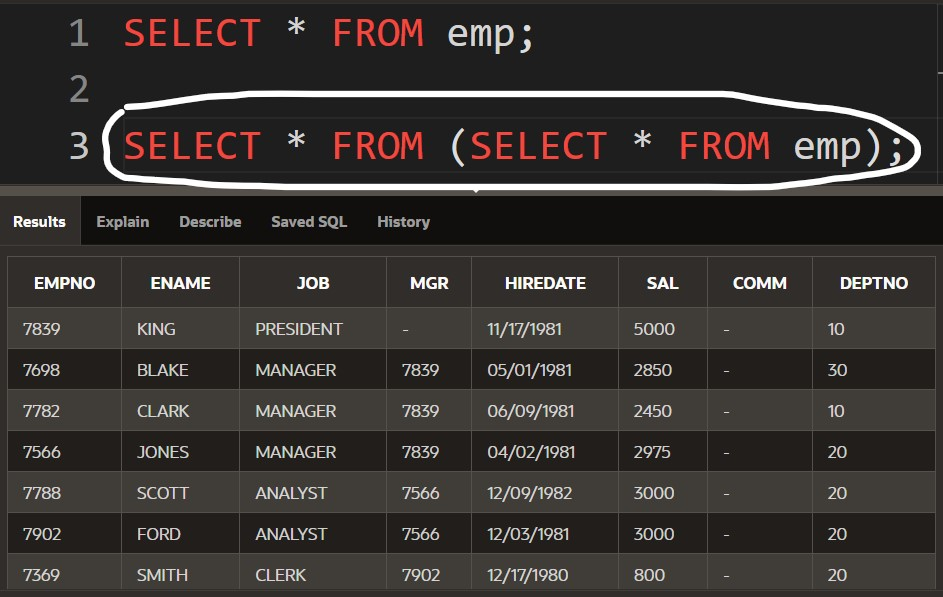 1 SELECT * FROM emp;
2
3 SELECT * FROM (SELECT * FROM emp);
Results Explain Describe Saved SQL History
EMPNO ENAME JOB MGR HIREDATE SAL COMM DEPTNO
7839 KING PRESIDENT - 11/17/1981 5000 - 10
7698 BLAKE MANAGER 7839 05/01/1981 2850 - 30
7782 CLARK MANAGER 7839 06/09/1981 2450 - 10
7566 JONES MANAGER 7839 04/02/1981 2975 - 20
7788 SCOTT ANALYST 7566 12/09/1982 3000 - 20
7902 FORD ANALYST 7566 12/03/1981 3000 - 20
7369 SMITH CLERK 7902 12/17/1980 800 - 20